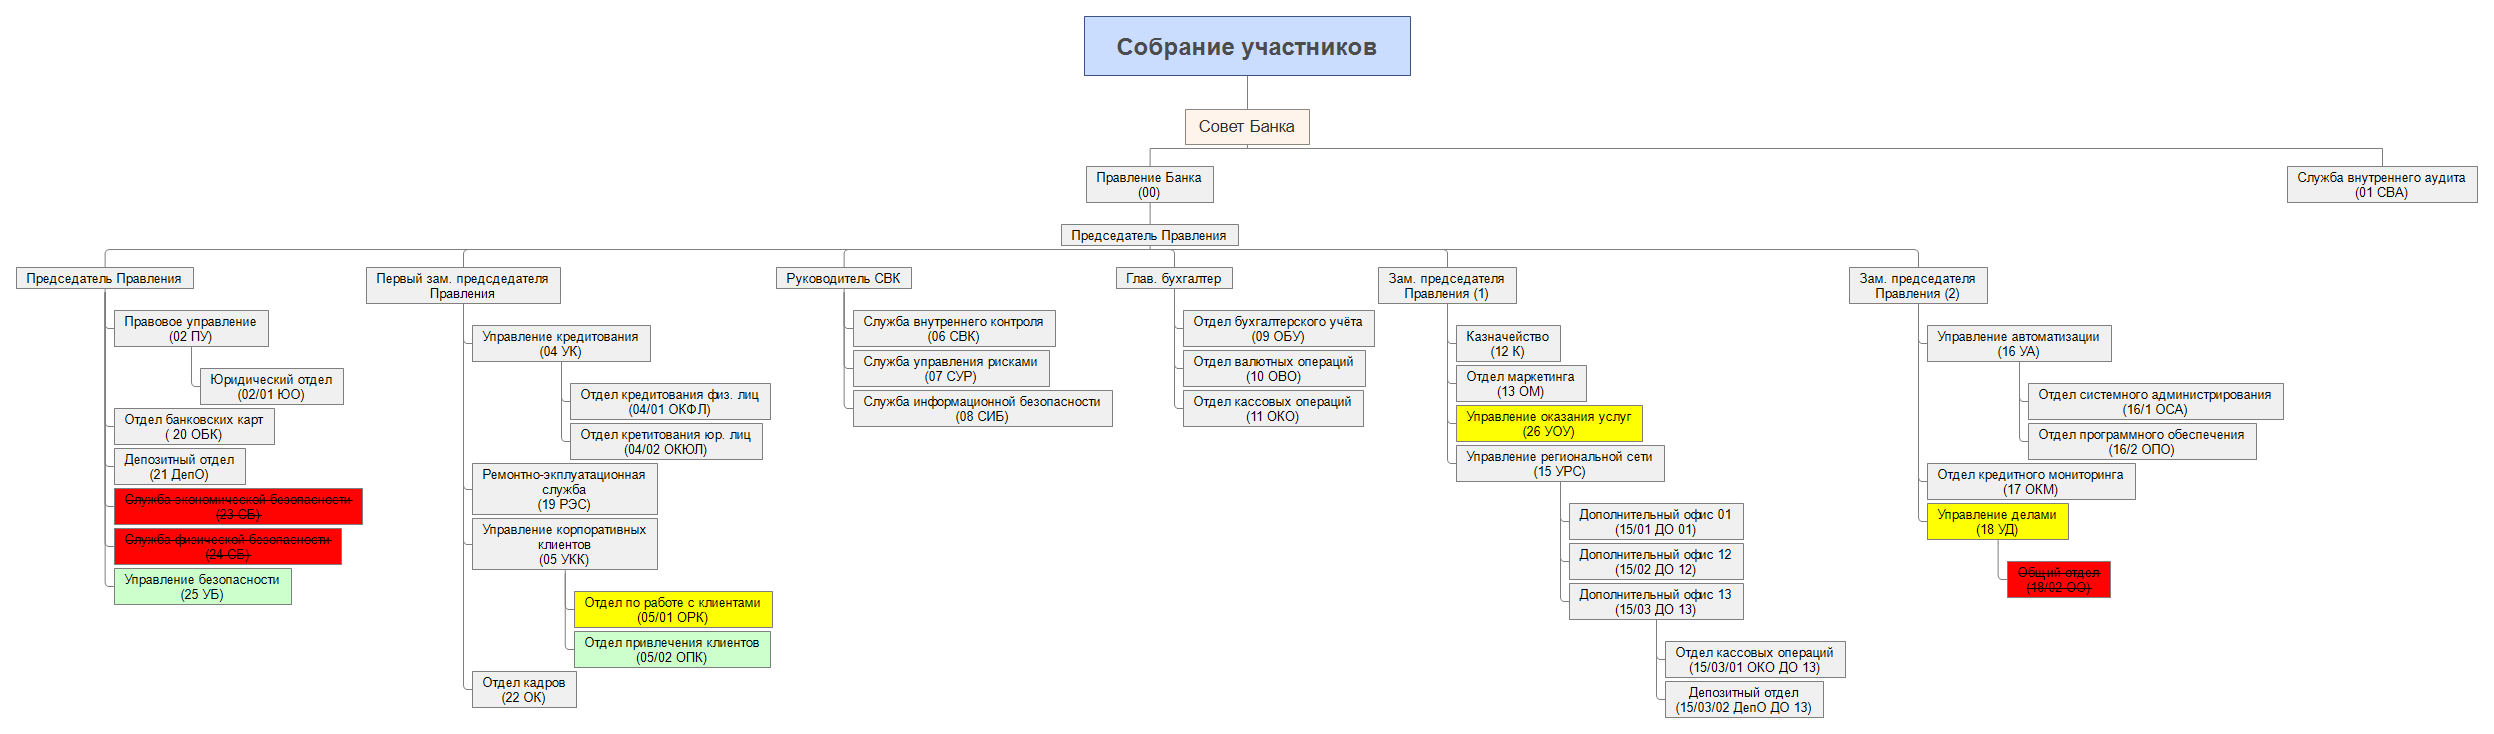 Собрание участников
Совет Банка
Правление Банка
(00)
Служба внутреннего аудита
(01 СВА)
Председатель Правления
Председатель Правления
Правовое управление
(02 ПУ)
Юридический отдел
(02/01 ЮО)
Отдел банковских карт
( 20 ОБК)
Депозитный отдел
(21 ДепО)
Служба экономической безопасности
(23 СБ)
Служба физической безопасности
(24 СБ)
Управление безопасности
(25 УБ)
Первый зам. предсдедателя
Правления
Управление кредитования
(04 УК)
Отдел кредитования физ. лиц
(04/01 ОКФЛ)
Отдел кретитования юр. лиц
(04/02 ОКЮЛ)
Ремонтно-экплуатационная
служба
(19 РЭС)
Управление корпоративных
клиентов
(05 УКК)
Отдел по работе с клиентами
(05/01 ОРК)
Отдел привлечения клиентов
(05/02 ОПК)
Отдел кадров
(22 ОК)
Руководитель СВК
Служба внутреннего контроля
(06 СВК)
Служба управления рисками
(07 СУР)
Служба информационной безопасности
(08 СИБ)
Глав. бухгалтер
Отдел бухгалтерского учёта
(09 ОБУ)
Отдел валютных операций
(10 ОВО)
Отдел кассовых операций
(11 ОКО)
Зам. председателя
Правления (1)
Казначейство
(12 К)
Отдел маркетинга
(13 ОМ)
Управление оказания услуг
(26 УОУ)
Управление региональной сети
(15 УРС)
Дополнительный офис 01
(15/01 ДО 01)
Дополнительный офис 12
(15/02 ДО 12)
Дополнительный офис 13
(15/03 ДО 13)
Отдел кассовых операций
(15/03/01 ОКО ДО 13)
Депозитный отдел
(15/03/02 ДепО ДО 13)
Зам. председателя
Правления (2)
Управление автоматизации
(16 УА)
Отдел системного администрирования
(16/1 ОСА)
Отдел программного обеспечения
(16/2 ОПО)
Отдел кредитного мониторинга
(17 ОКМ)
Управление делами
(18 УД)
Общий отдел
(18/02 ОО)